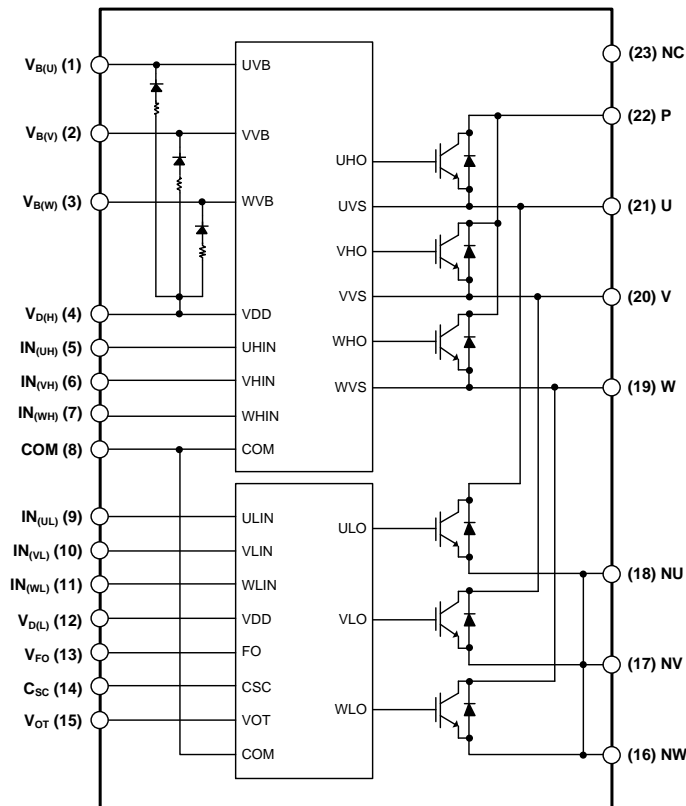 V_B(U) (1)
V_B(V) (2)
V_B(W) (3)
V_D(H) (4)
IN_(UH) (5)
IN_(VH) (6)
IN_(WH) (7)
COM (8)
IN_(UL) (9)
IN_(VL) (10)
IN_(WL) (11)
V_D(L) (12)
V_FO (13)
C_SC (14)
V_OT (15)
UVB
VVB
WVB
VDD
UHIN
VHIN
WHIN
COM
UHO
UVS
VHO
VVS
WHO
WVS
ULIN
VLIN
WLIN
VDD
FO
CSC
VOT
COM
ULO
VLO
WLO
(23) NC
(22) P
(21) U
(20) V
(19) W
(18) NU
(17) NV
(16) NW